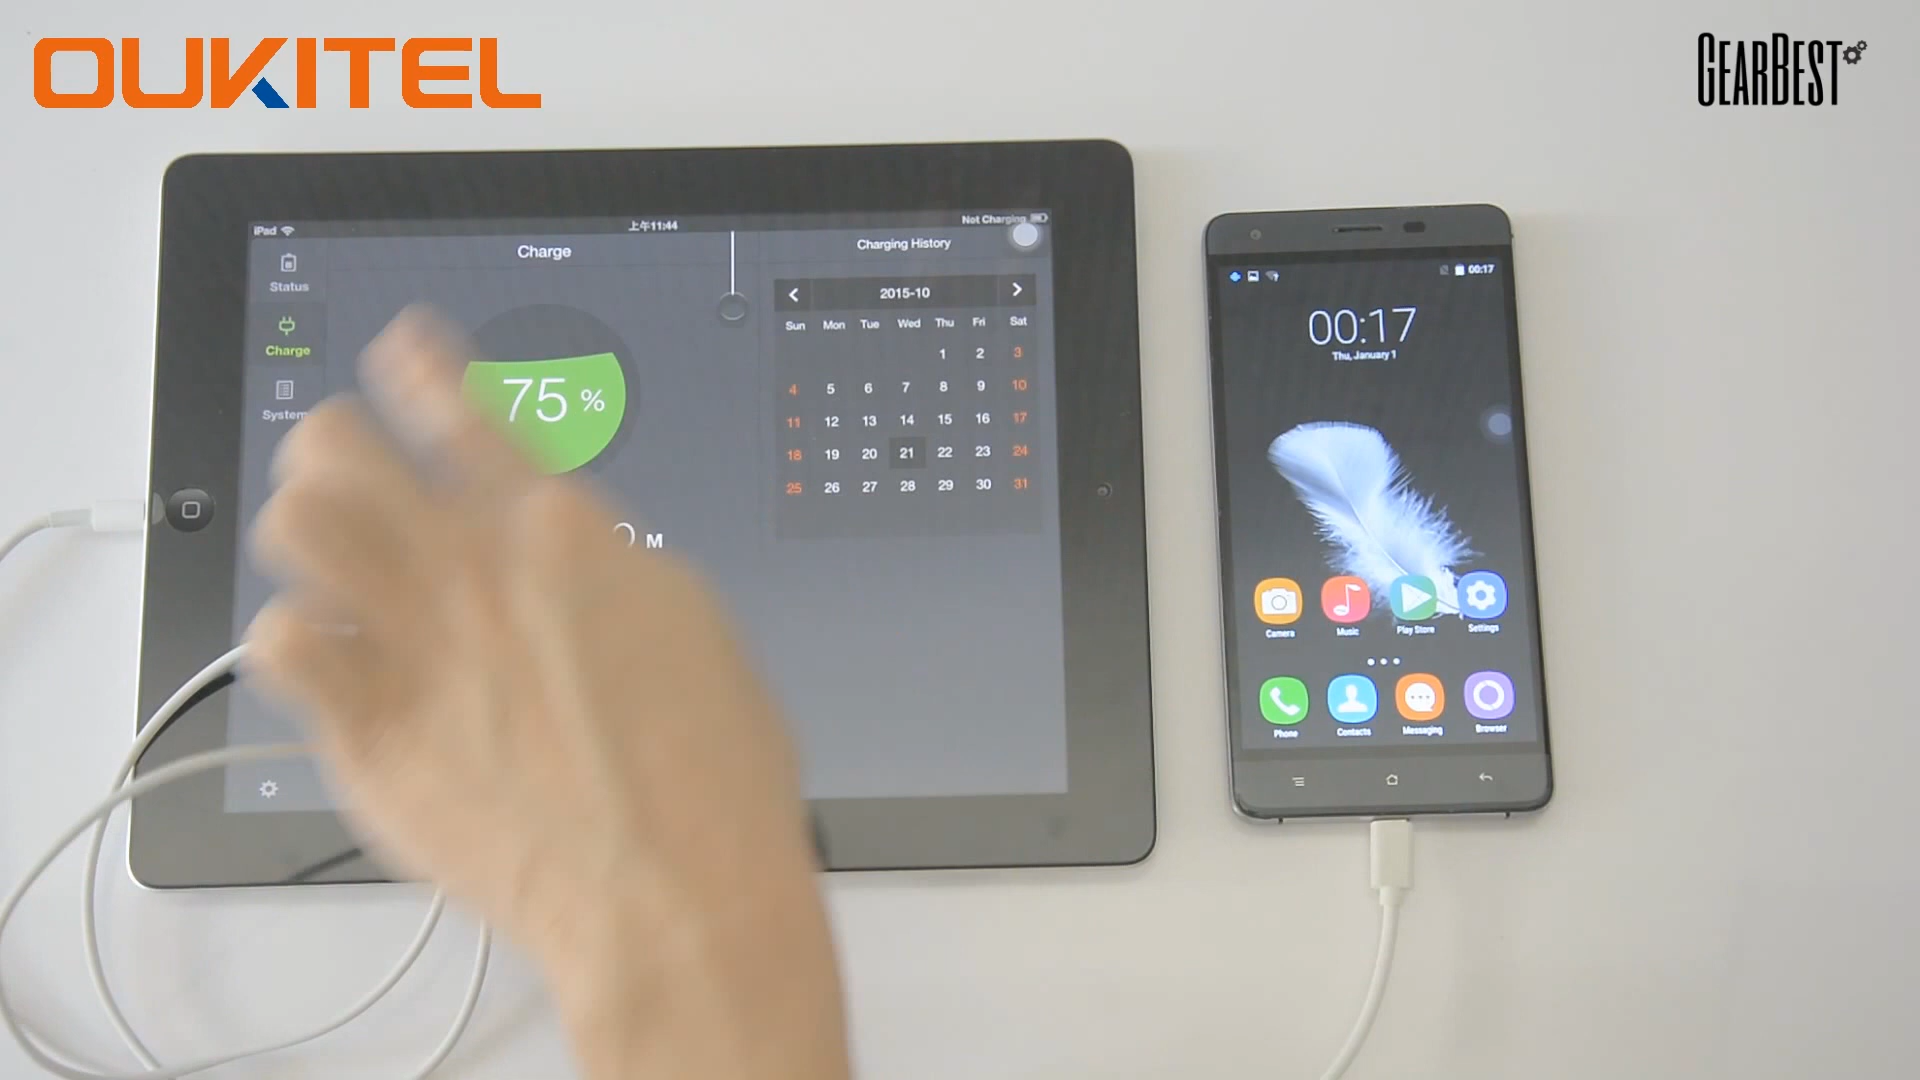 OUKITEL
GEARBEST
iPad
上午11:44
Not Charging
Status
Charge
System
Charge
75 %
M
Charging History
2015-10
Sun Mon Tue Wed Thu Fri Sat
1 2 3
4 5 6 7 8 9 10
11 12 13 14 15 16 17
18 19 20 21 22 23 24
25 26 27 28 29 30 31
00:17
00:17
Thu, January 1
Camera Music Play Store Settings
Phone Contacts Messaging Browser